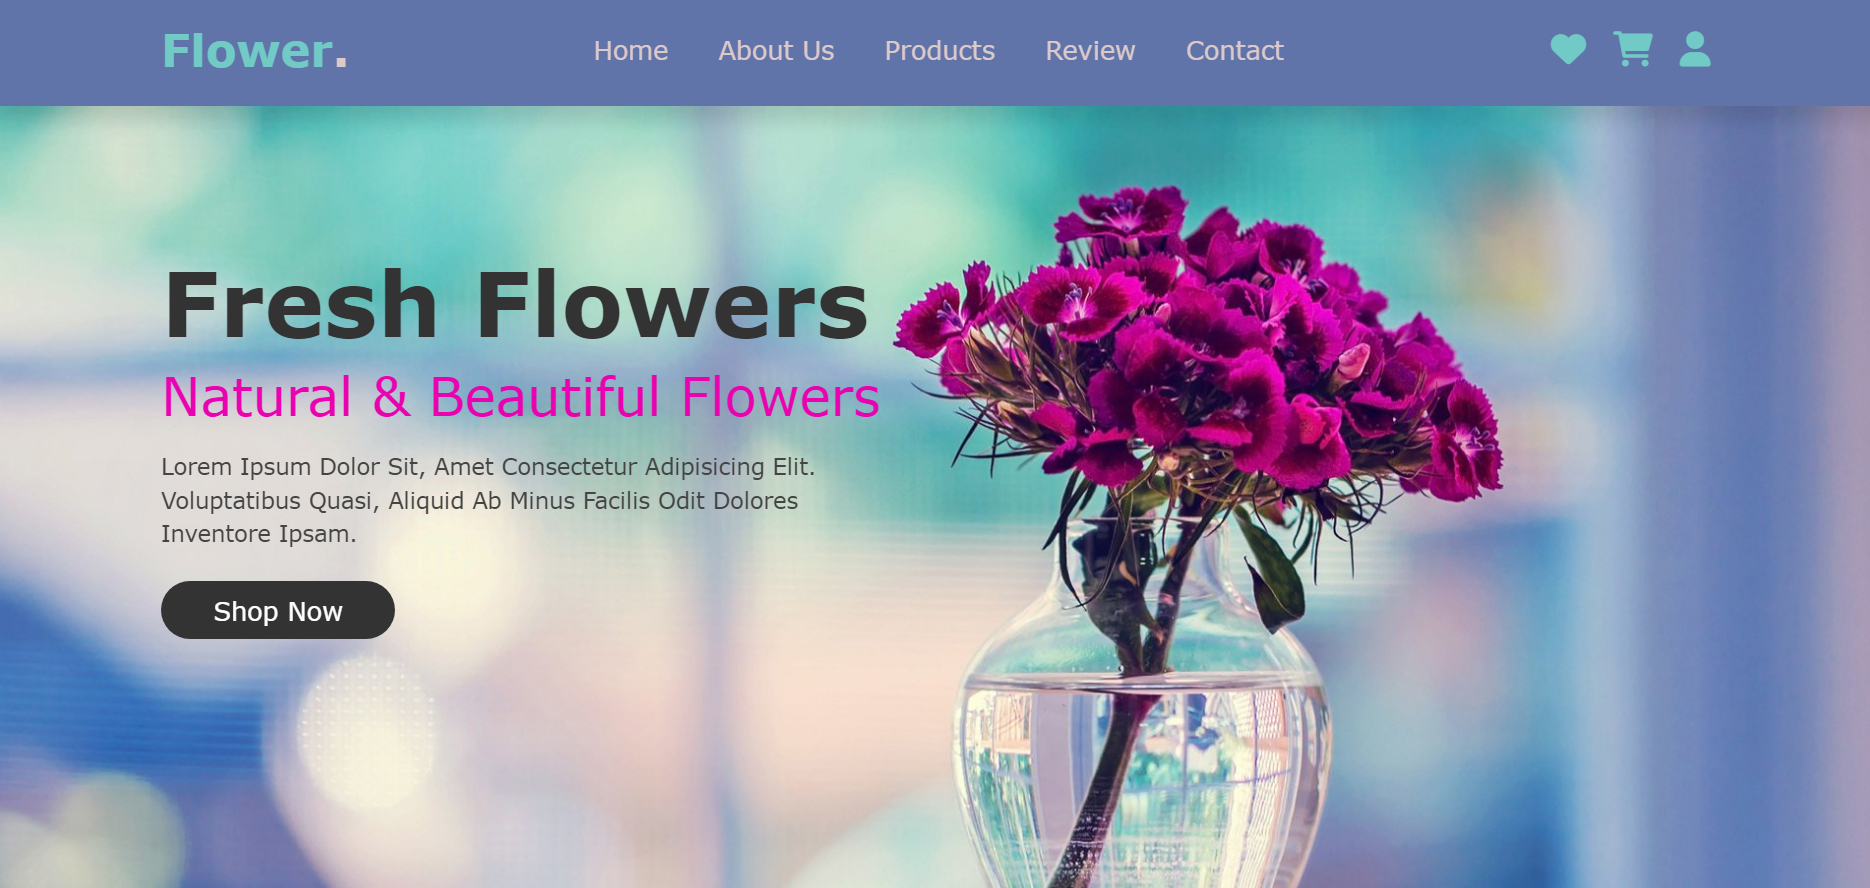 Flower.
Home
About Us
Products
Review
Contact
Fresh Flowers
Natural & Beautiful Flowers
Lorem Ipsum Dolor Sit, Amet Consectetur Adipisicing Elit.
Voluptatibus Quasi, Aliquid Ab Minus Facilis Odit Dolores
Inventore Ipsam.
Shop Now